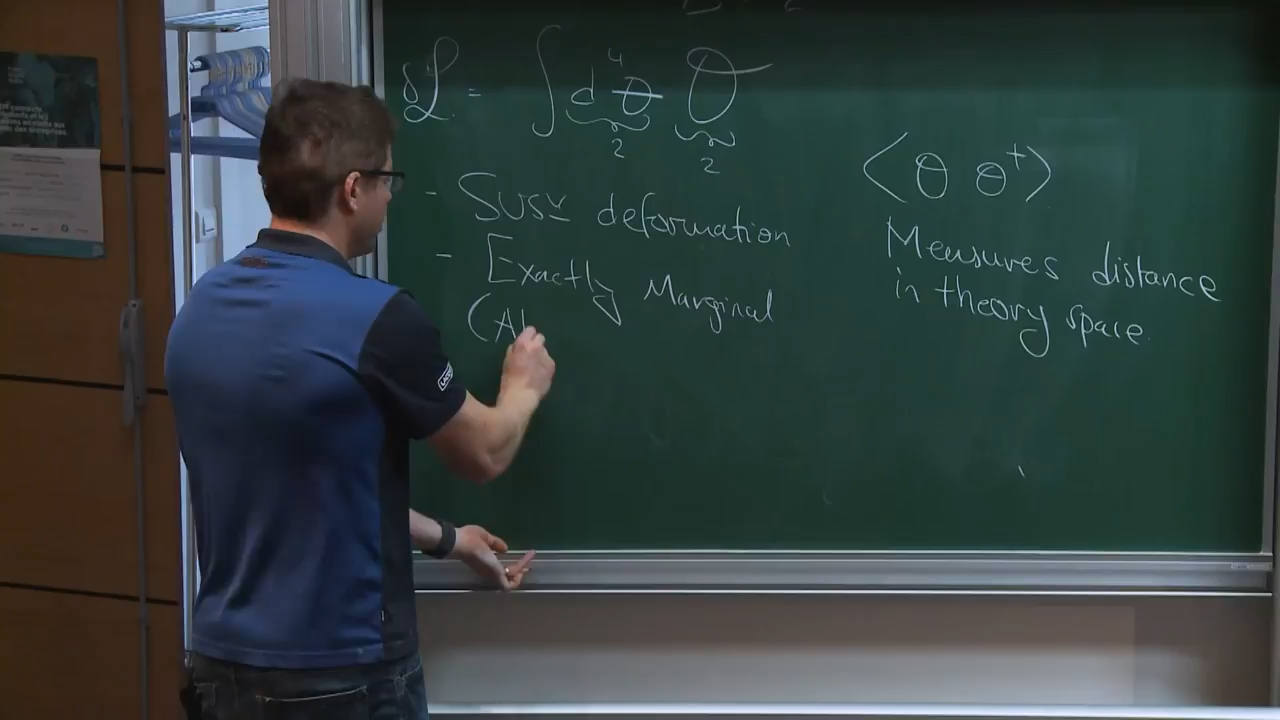 δL = ∫ d⁴θ O
2 2
- Susy deformation
- Exactly Marginal
(Al
⟨O O†⟩
Measures distance
in theory space.